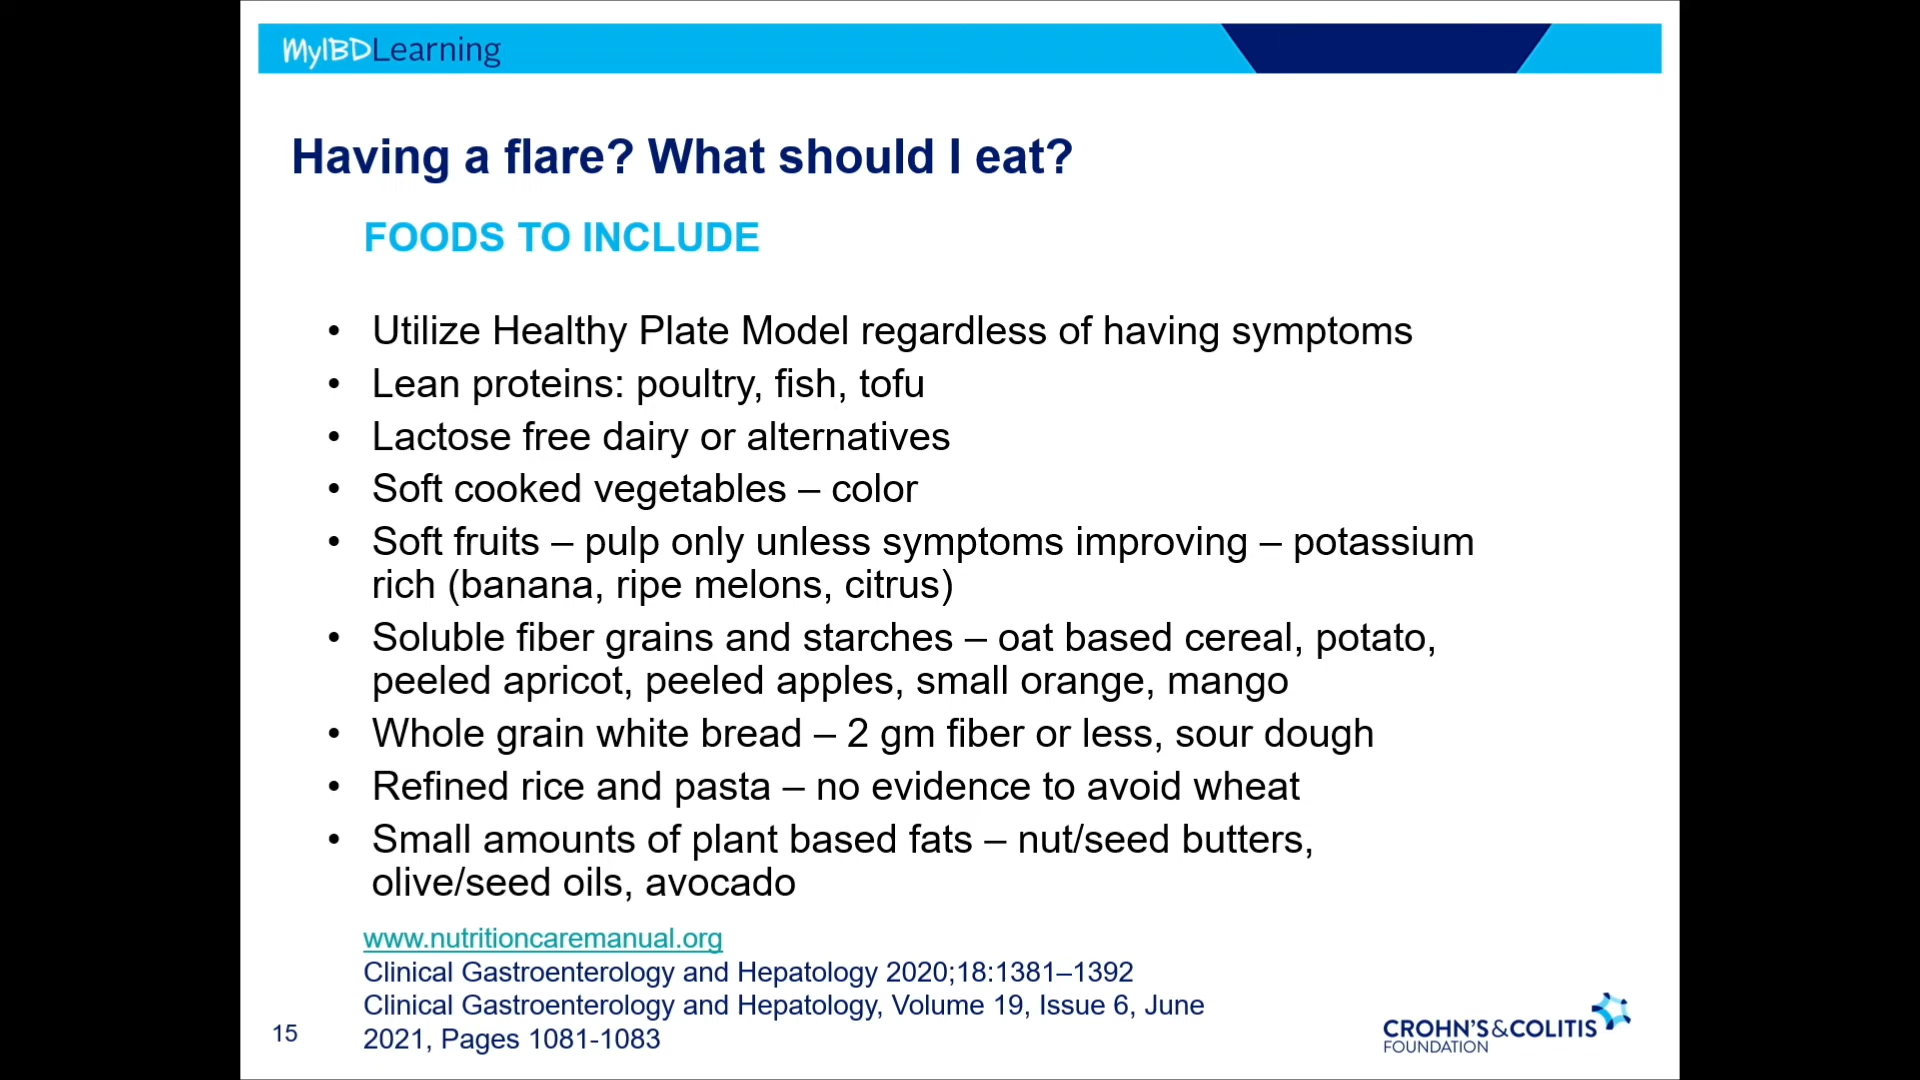 MyIBDLearning
Having a flare? What should I eat?
FOODS TO INCLUDE
• Utilize Healthy Plate Model regardless of having symptoms
• Lean proteins: poultry, fish, tofu
• Lactose free dairy or alternatives
• Soft cooked vegetables – color
• Soft fruits – pulp only unless symptoms improving – potassium
rich (banana, ripe melons, citrus)
• Soluble fiber grains and starches – oat based cereal, potato,
peeled apricot, peeled apples, small orange, mango
• Whole grain white bread – 2 gm fiber or less, sour dough
• Refined rice and pasta – no evidence to avoid wheat
• Small amounts of plant based fats – nut/seed butters,
olive/seed oils, avocado
www.nutritioncaremanual.org
Clinical Gastroenterology and Hepatology 2020;18:1381–1392
Clinical Gastroenterology and Hepatology, Volume 19, Issue 6, June
2021, Pages 1081-1083
15
CROHN'S&COLITIS
FOUNDATION